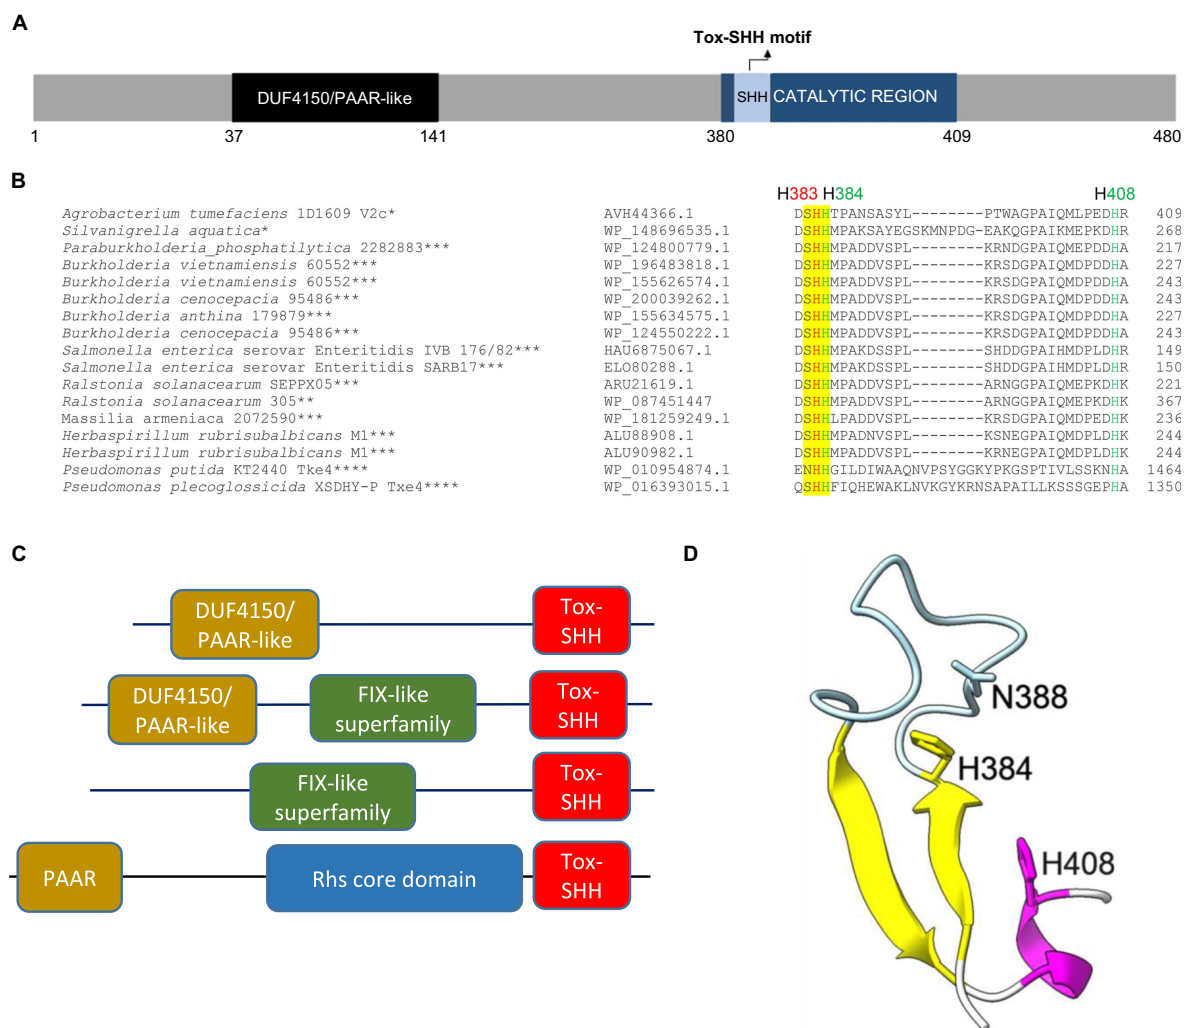 A
Tox-SHH motif
DUF4150/PAAR-like
SHH CATALYTIC REGION
1 37 141 380 409 480
B
H383 H384 H408
Agrobacterium tumefaciens 1D1609 V2c* AVH44366.1 DSHHTPANSASYL--------PTWAGPAIQMLPEDHR 409
Silvanigrella aquatica* WP_148696535.1 DSHHMPAKSAYEGSKMNPDG-EAKQGPAIKMEPKDHR 268
Paraburkholderia_phosphatilytica 2282883*** WP_124800779.1 DSHHMPADDVSPL--------KRNDGPAIQMDPLDHA 217
Burkholderia vietnamiensis 60552*** WP_196483818.1 DSHHMPADDVSPL--------KRSDGPAIQMDPDDHA 227
Burkholderia vietnamiensis 60552*** WP_155626574.1 DSHHMPADDVSPL--------KRSDGPAIQMDPDDHA 243
Burkholderia cenocepacia 95486*** WP_200039262.1 DSHHMPADDVSPL--------KRSDGPAIQMDPDDHA 243
Burkholderia anthina 179879*** WP_155634575.1 DSHHMPADDVSPL--------KRSDGPAIQMDPDDHA 227
Burkholderia cenocepacia 95486*** WP_124550222.1 DSHHMPADDVSPL--------KRSDGPAIQMDPDDHA 243
Salmonella enterica serovar Enteritidis IVB 176/82*** HAU6875067.1 DSHHMPAKDSSPL--------SHDDGPAIHMDPLDHR 149
Salmonella enterica serovar Enteritidis SARB17*** ELO80288.1 DSHHMPAKDSSPL--------SHDDGPAIHMDPLDHR 150
Ralstonia solanacearum SEPPX05*** ARU21619.1 DSHHMPADDVSPL--------ARNGGPAIKMEPADHK 221
Ralstonia solanacearum 305** WP_087451447 DSHHMPADDVSPL--------ARNGGPAIKMEPDDHK 367
Massilia armeniaca 2072590*** WP_181259249.1 DSHHLPADDVSPL--------KRSDGPAIKMDPEDHK 236
Herbaspirillum rubrisubalbicans M1*** ALU88908.1 DSHHMPADNVSPL--------KSNEGPAIQMDPLDHK 244
Herbaspirillum rubrisubalbicans M1*** ALU90982.1 DSHHMPADDVSPL--------KRNEGPAIQMDPLDHK 244
Pseudomonas putida KT2440 Tke4**** WP_010954874.1 ENHHGILDIWAAQNVPSYGGKYPKGSPTIVLSSKNHA 1464
Pseudomonas plecoglossicida XSDHY-P Txe4**** WP_016393015.1 QSHHFIQHEWAKLNVKGYKRNSAPAILLKSSSGEPHA 1350
C
DUF4150/
PAAR-like
Tox-
SHH
DUF4150/
PAAR-like
FIX-like
superfamily
Tox-
SHH
FIX-like
superfamily
Tox-
SHH
PAAR
Rhs core domain
Tox-
SHH
D
N388
H384
H408